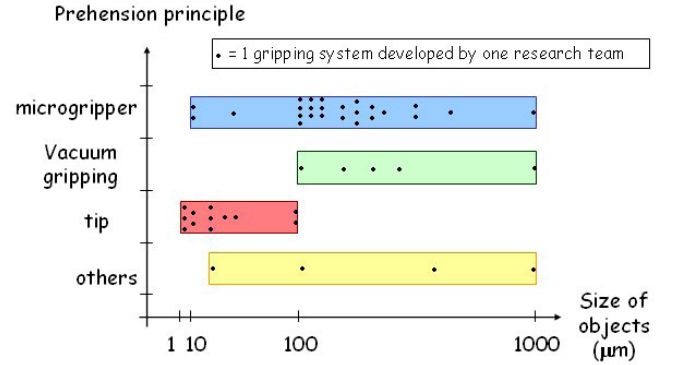 Prehension principle
• = 1 gripping system developed by one research team
microgripper
Vacuum
gripping
tip
others
1 10 100 1000
Size of
objects
(µm)